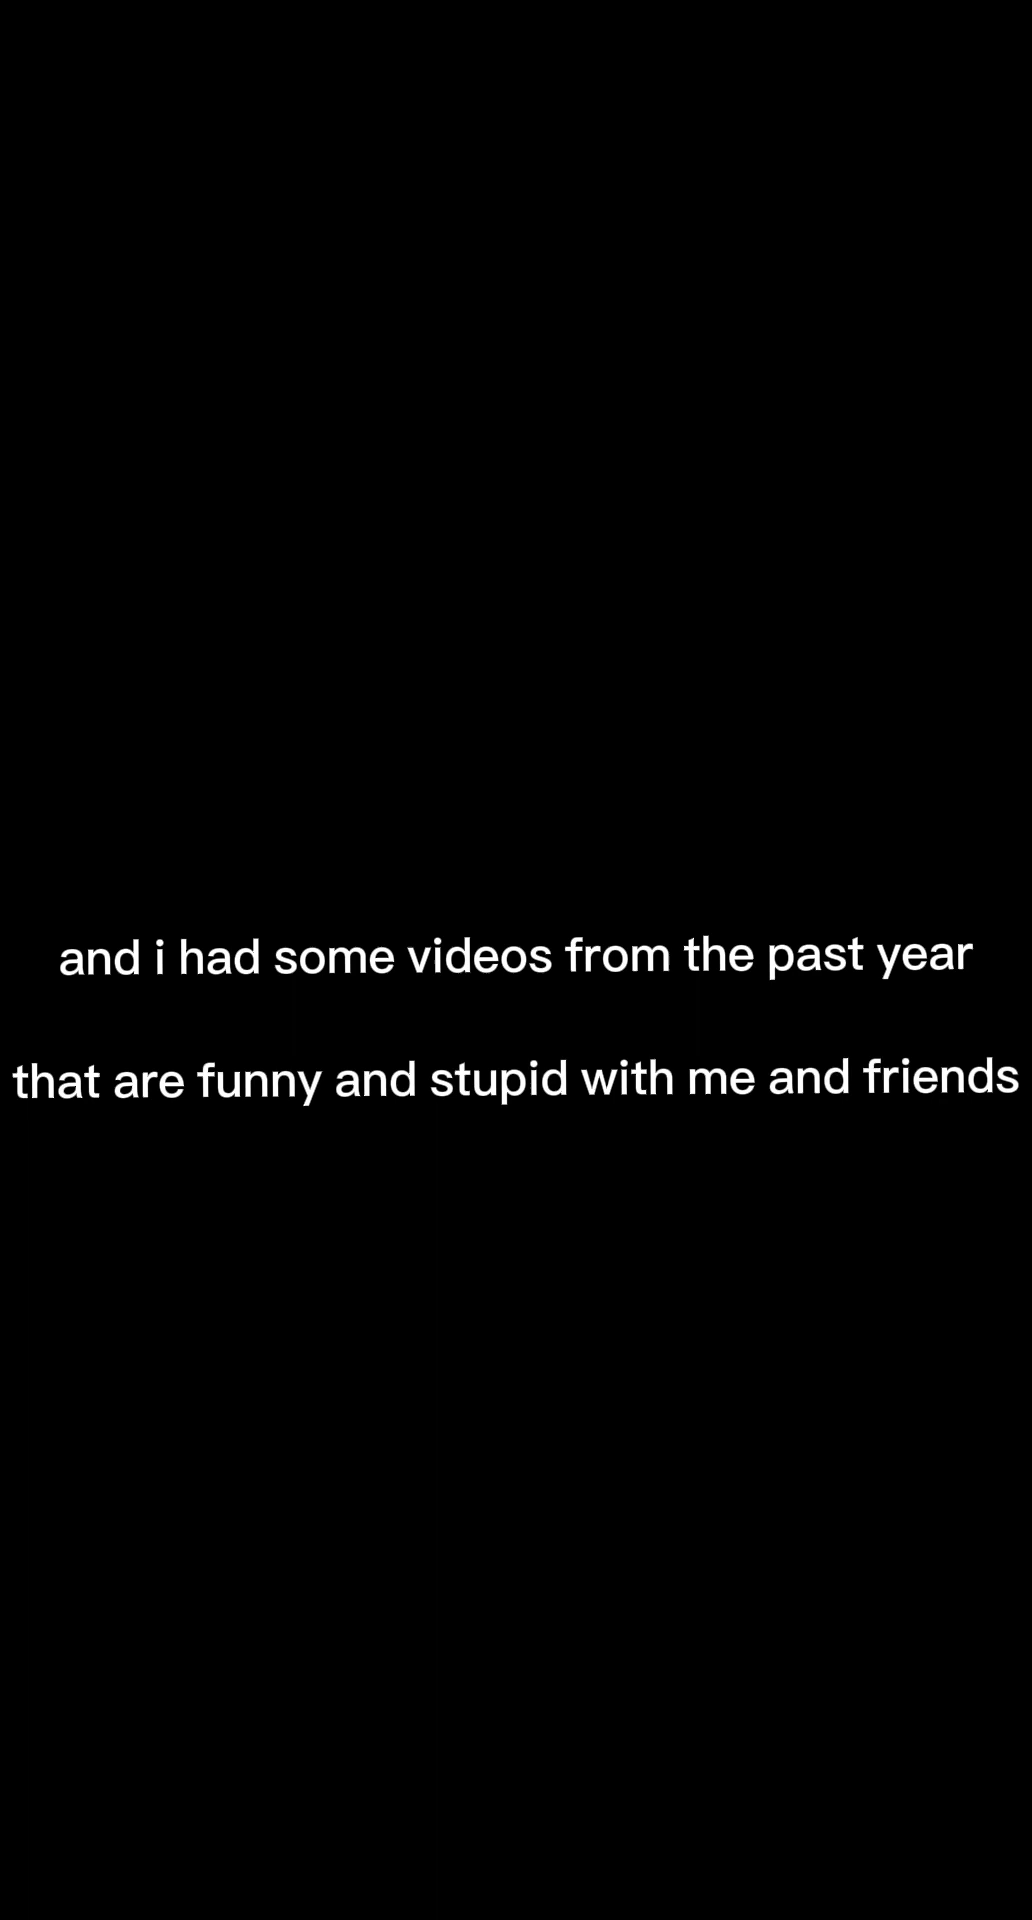 and i had some videos from the past year
that are funny and stupid with me and friends